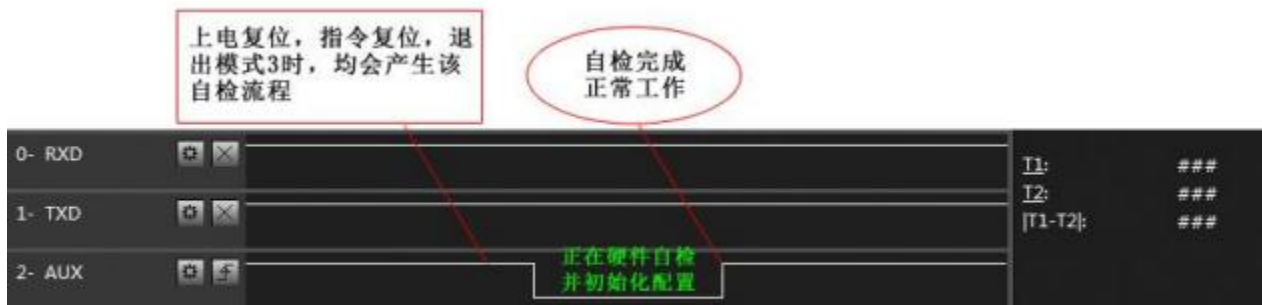 上电复位，指令复位，退
出模式3时，均会产生该
自检流程
自检完成
正常工作
0- RXD
T1: ###
T2: ###
1- TXD
|T1-T2|: ###
正在硬件自检
2- AUX
并初始化配置